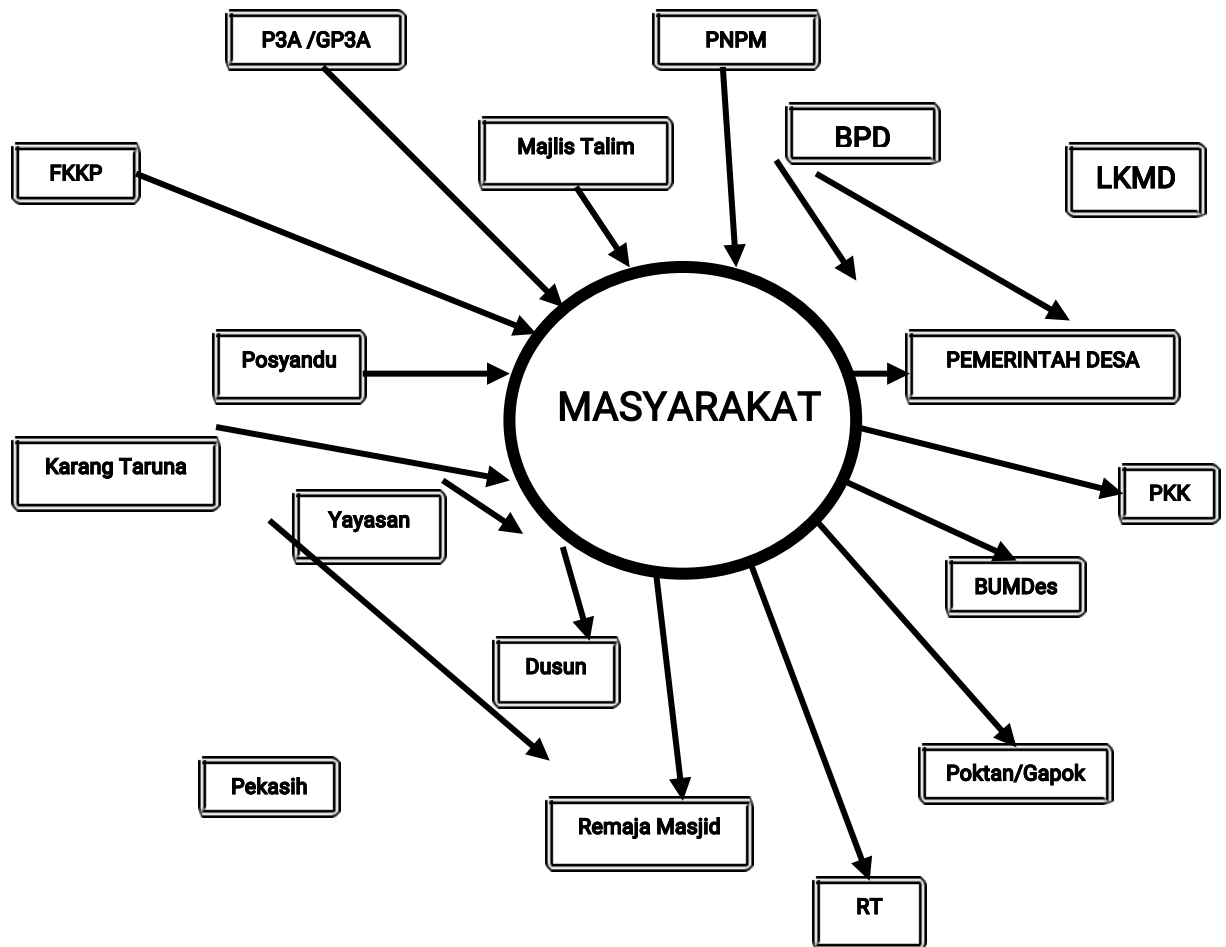 P3A /GP3A
PNPM
BPD
Majlis Talim
FKKP
LKMD
Posyandu
PEMERINTAH DESA
MASYARAKAT
Karang Taruna
PKK
Yayasan
BUMDes
Dusun
Poktan/Gapok
Pekasih
Remaja Masjid
RT